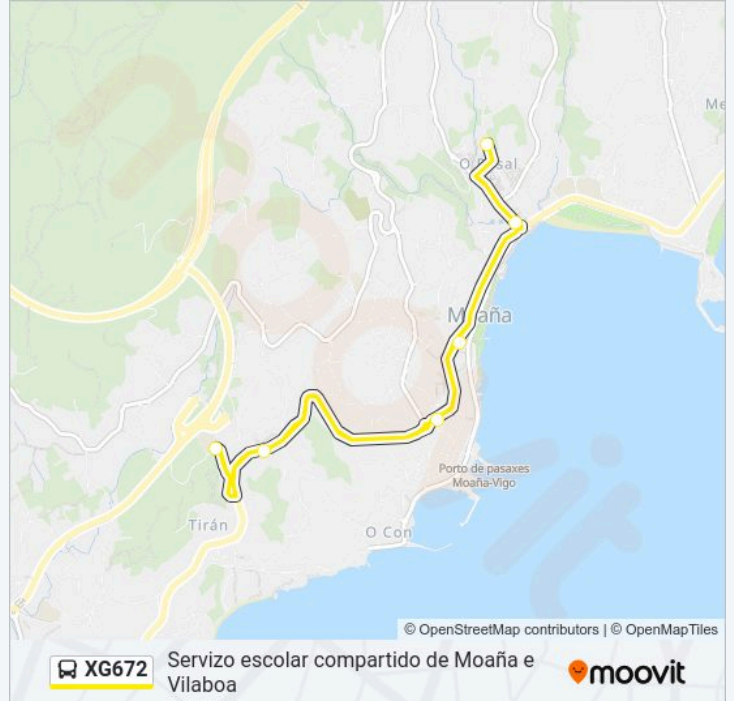 Me
O Rosal
Moaña
Porto de pasaxes
Moaña-Vigo
Tirán
O Con
© OpenStreetMap contributors | © OpenMapTiles
XG672
Servizo escolar compartido de Moaña e
Vilaboa
moovit